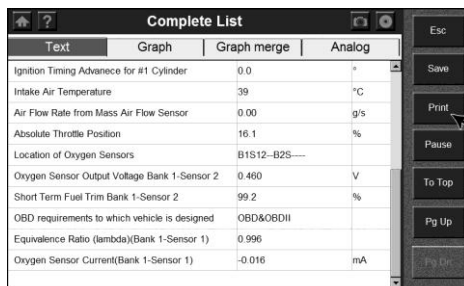 ?
Complete List
Text Graph Graph merge Analog
Ignition Timing Advanece for #1 Cylinder 0.0 °
Intake Air Temperature 39 °C
Air Flow Rate from Mass Air Flow Sensor 0.00 g/s
Absolute Throttle Position 16.1 %
Location of Oxygen Sensors B1S12--B2S----
Oxygen Sensor Output Voltage Bank 1-Sensor 2 0.460 V
Short Term Fuel Trim Bank 1-Sensor 2 99.2 %
OBD requirements to which vehicle is designed OBD&OBDII
Equivalence Ratio (lambda)(Bank 1-Sensor 1) 0.996
Oxygen Sensor Current(Bank 1-Sensor 1) -0.016 mA
Esc
Save
Print
Pause
To Top
Pg Up
Pg Dn